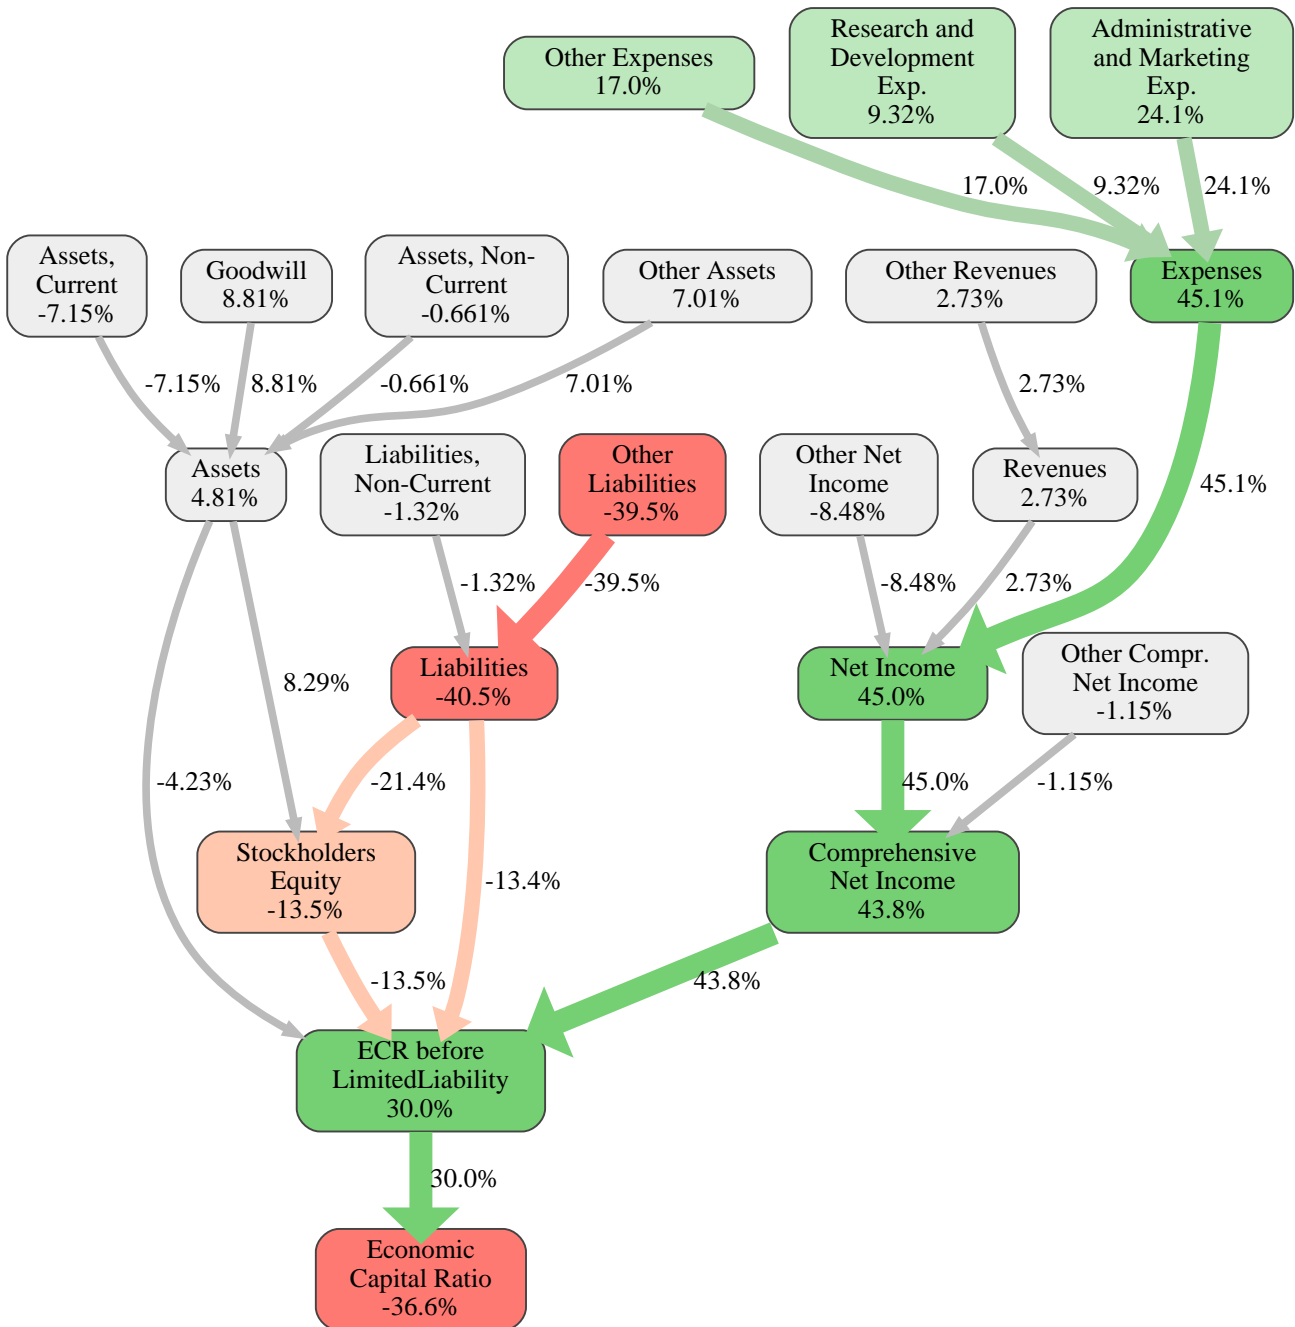 Other Expenses
17.0%
Research and
Development
Exp.
9.32%
Administrative
and Marketing
Exp.
24.1%
17.0%
9.32%
24.1%
Assets,
Current
-7.15%
Goodwill
8.81%
Assets, Non-
Current
-0.661%
Other Assets
7.01%
Other Revenues
2.73%
Expenses
45.1%
-7.15%
8.81%
-0.661%
7.01%
2.73%
45.1%
Assets
4.81%
Liabilities,
Non-Current
-1.32%
Other
Liabilities
-39.5%
Other Net
Income
-8.48%
Revenues
2.73%
-1.32%
-39.5%
-8.48%
2.73%
8.29%
Liabilities
-40.5%
Net Income
45.0%
Other Compr.
Net Income
-1.15%
-4.23%
-21.4%
45.0%
-1.15%
Stockholders
Equity
-13.5%
-13.4%
Comprehensive
Net Income
43.8%
-13.5%
43.8%
ECR before
LimitedLiability
30.0%
30.0%
Economic
Capital Ratio
-36.6%